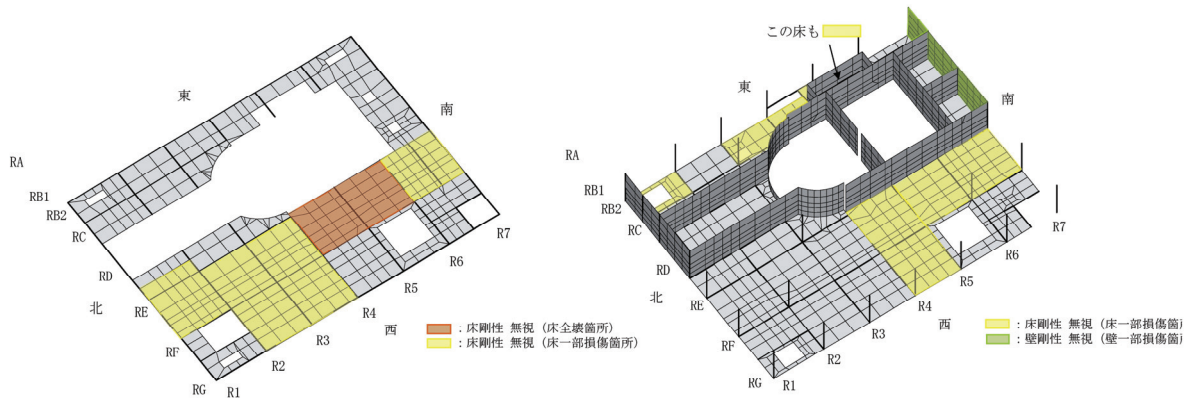 東
南
RA
RB1
RB2
RC
RD
北
RE
RF
RG
R1
R2
R3
R4
R5
R6
R7
西
:床剛性 無視 (床全壊箇所)
:床剛性 無視 (床一部損傷箇所)
この床も
東
南
RA
RB1
RB2
RC
RD
北
RE
RF
RG
R1
R2
R3
R4
R5
R6
R7
西
:床剛性 無視 (床一部損傷箇
:壁剛性 無視 (壁一部損傷箇